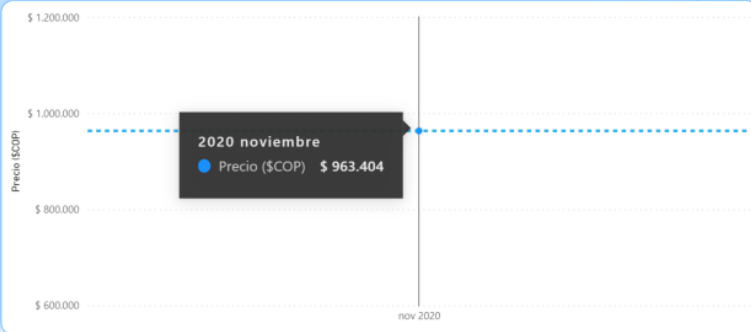 $ 1.200.000
$ 1.000.000
2020 noviembre
Precio ($COP) $ 963.404
Precio ($COP)
$ 800.000
$ 600.000
nov 2020